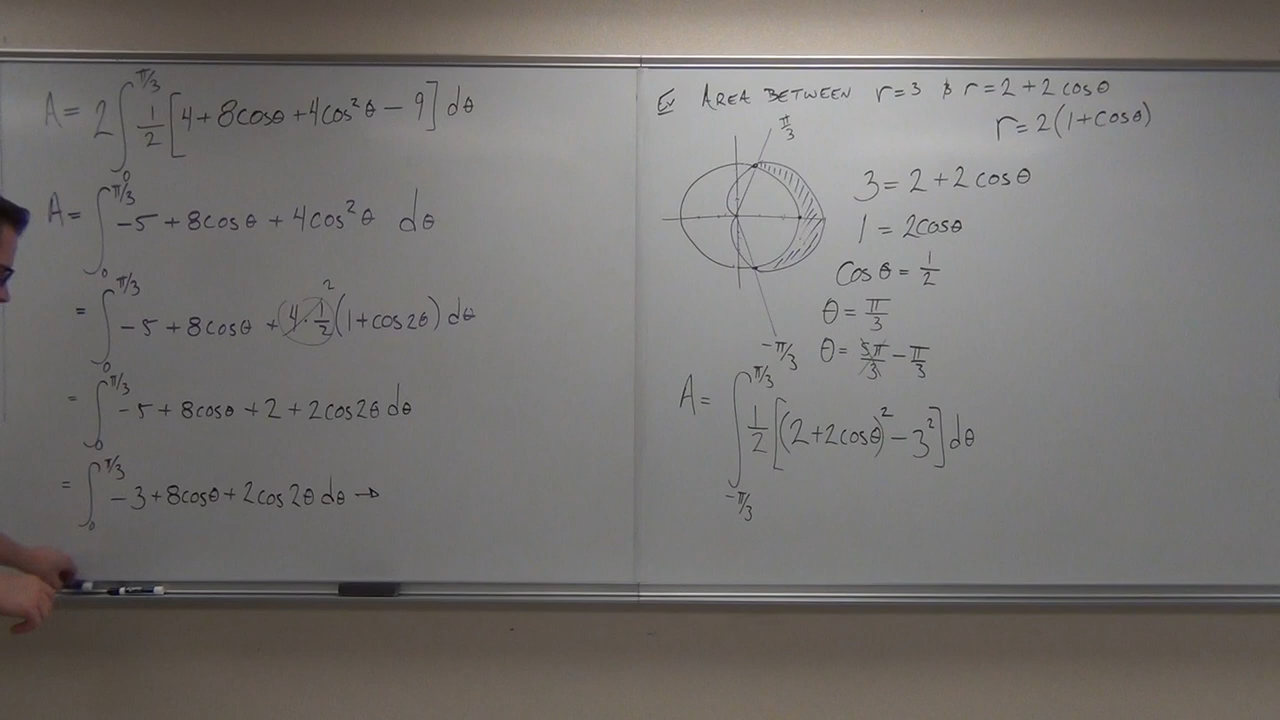 A = 2∫₀^{π/3} 1/2 [4 + 8cosθ + 4cos²θ − 9] dθ
A = ∫₀^{π/3} −5 + 8cosθ + 4cos²θ dθ
= ∫₀^{π/3} −5 + 8cosθ + 4·1/2 2 (1 + cos2θ) dθ
= ∫₀^{π/3} −5 + 8cosθ + 2 + 2cos2θ dθ
= ∫₀^{π/3} −3 + 8cosθ + 2cos2θ dθ →
Ex AREA BETWEEN r = 3 & r = 2 + 2cosθ
r = 2(1 + cosθ)
π/3
3 = 2 + 2cosθ
1 = 2cosθ
cosθ = 1/2
θ = π/3
−π/3
θ = 5π/3 − π/3
A = ∫_{−π/3}^{π/3} 1/2 [(2 + 2cosθ)² − 3²] dθ